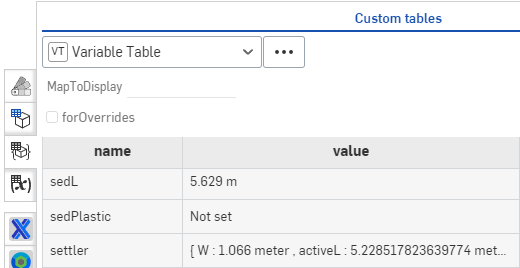 Custom tables
VT Variable Table
MapToDisplay
forOverrides
name value
sedL 5.629 m
sedPlastic Not set
settler [ W : 1.066 meter , activeL : 5.228517823639774 met...
(x)